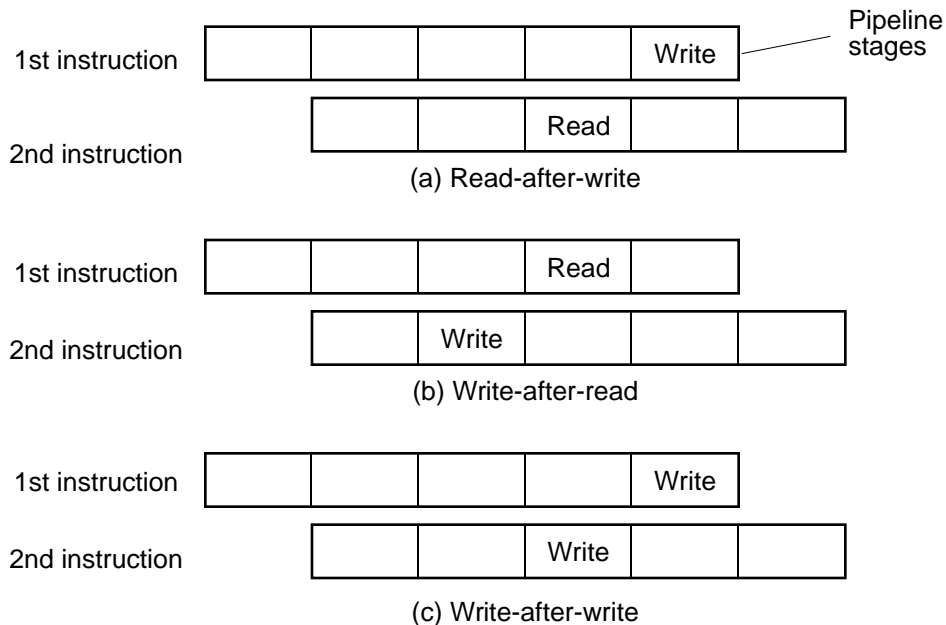 Pipeline
stages
1st instruction
Write
2nd instruction
Read
(a) Read-after-write
1st instruction
Read
2nd instruction
Write
(b) Write-after-read
1st instruction
Write
2nd instruction
Write
(c) Write-after-write